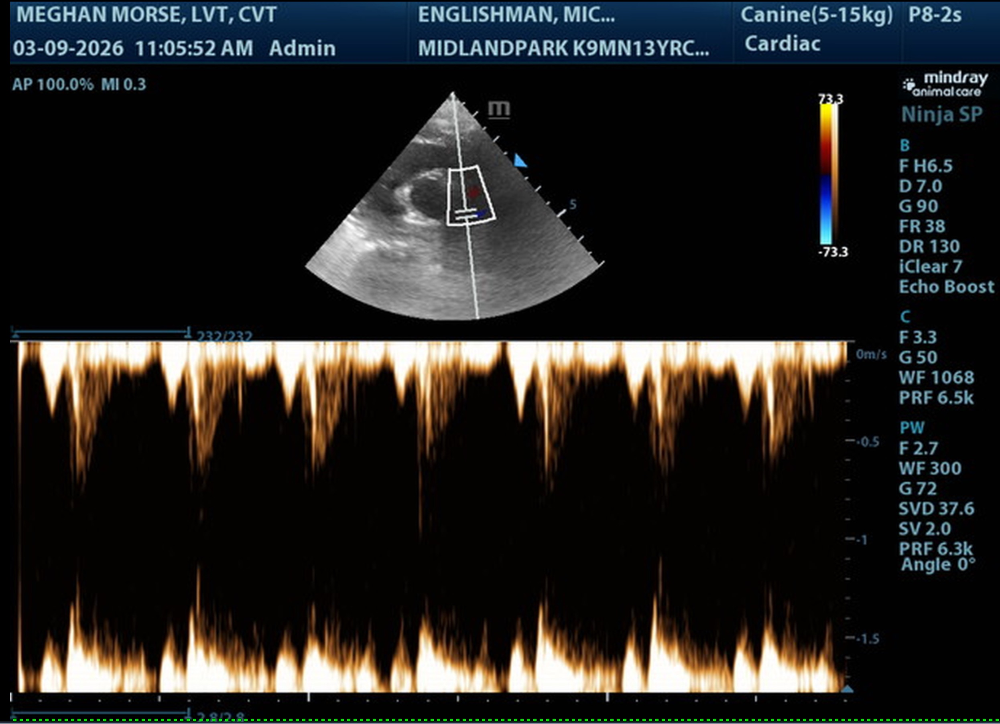 MEGHAN MORSE, LVT, CVT
ENGLISHMAN, MIC...
Canine(5-15kg)
P8-2s
03-09-2026 11:05:52 AM Admin
MIDLANDPARK K9MN13YRC...
Cardiac
AP 100.0% MI 0.3
m
73.3
-73.3
5
mindray
animal care
Ninja SP
B
F H6.5
D 7.0
G 90
FR 38
DR 130
iClear 7
Echo Boost
C
F 3.3
G 50
WF 1068
PRF 6.5k
PW
F 2.7
WF 300
G 72
SVD 37.6
SV 2.0
PRF 6.3k
Angle 0°
232/232
0m/s
-0.5
-1
-1.5
2.8/2.8